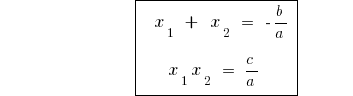 x₁ + x₂ = -b/a
x₁x₂ = c/a